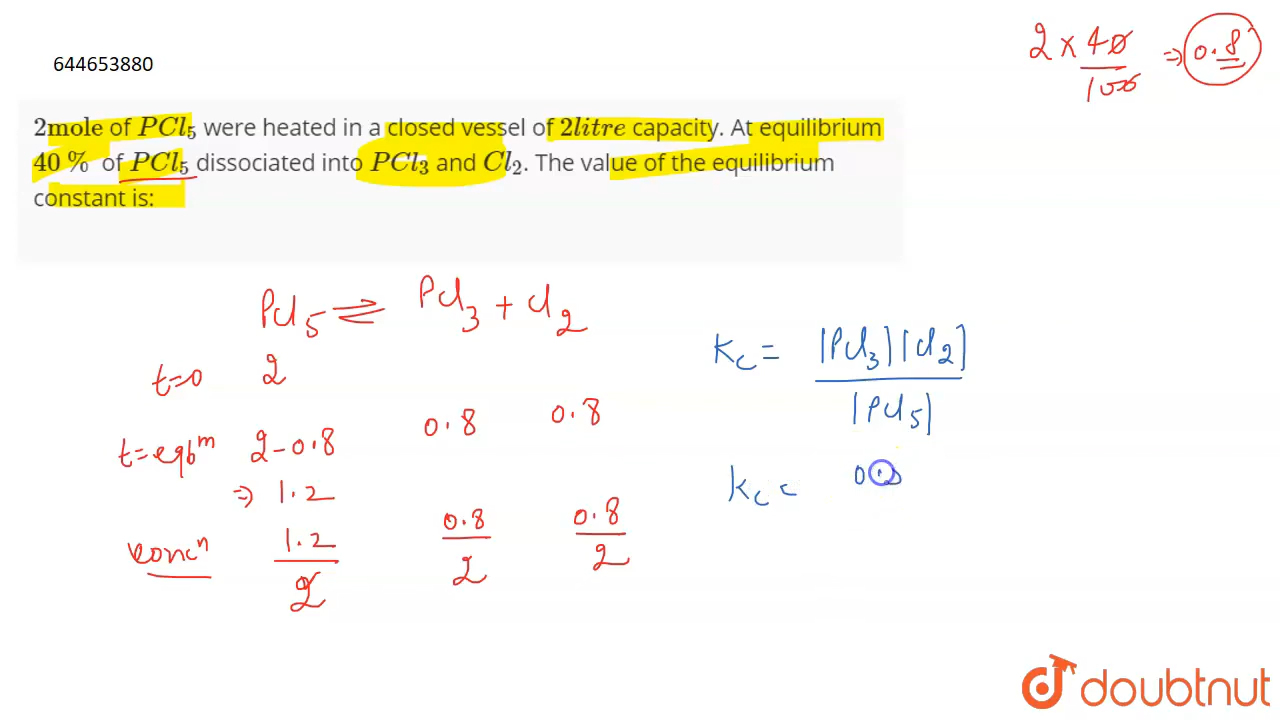 644653880
2 × 40/100 ⇒ 0.8
2mole of PCl5 were heated in a closed vessel of 2litre capacity. At equilibrium
40 % of PCl5 dissociated into PCl3 and Cl2. The value of the equilibrium
constant is:
PCl5 ⇌ PCl3 + Cl2
t=0 2
t=eqbm 2-0.8 0.8 0.8
⇒ 1.2
concn 1.2/2 0.8/2 0.8/2
Kc = |PCl3||Cl2|/|PCl5|
Kc =
doubtnut